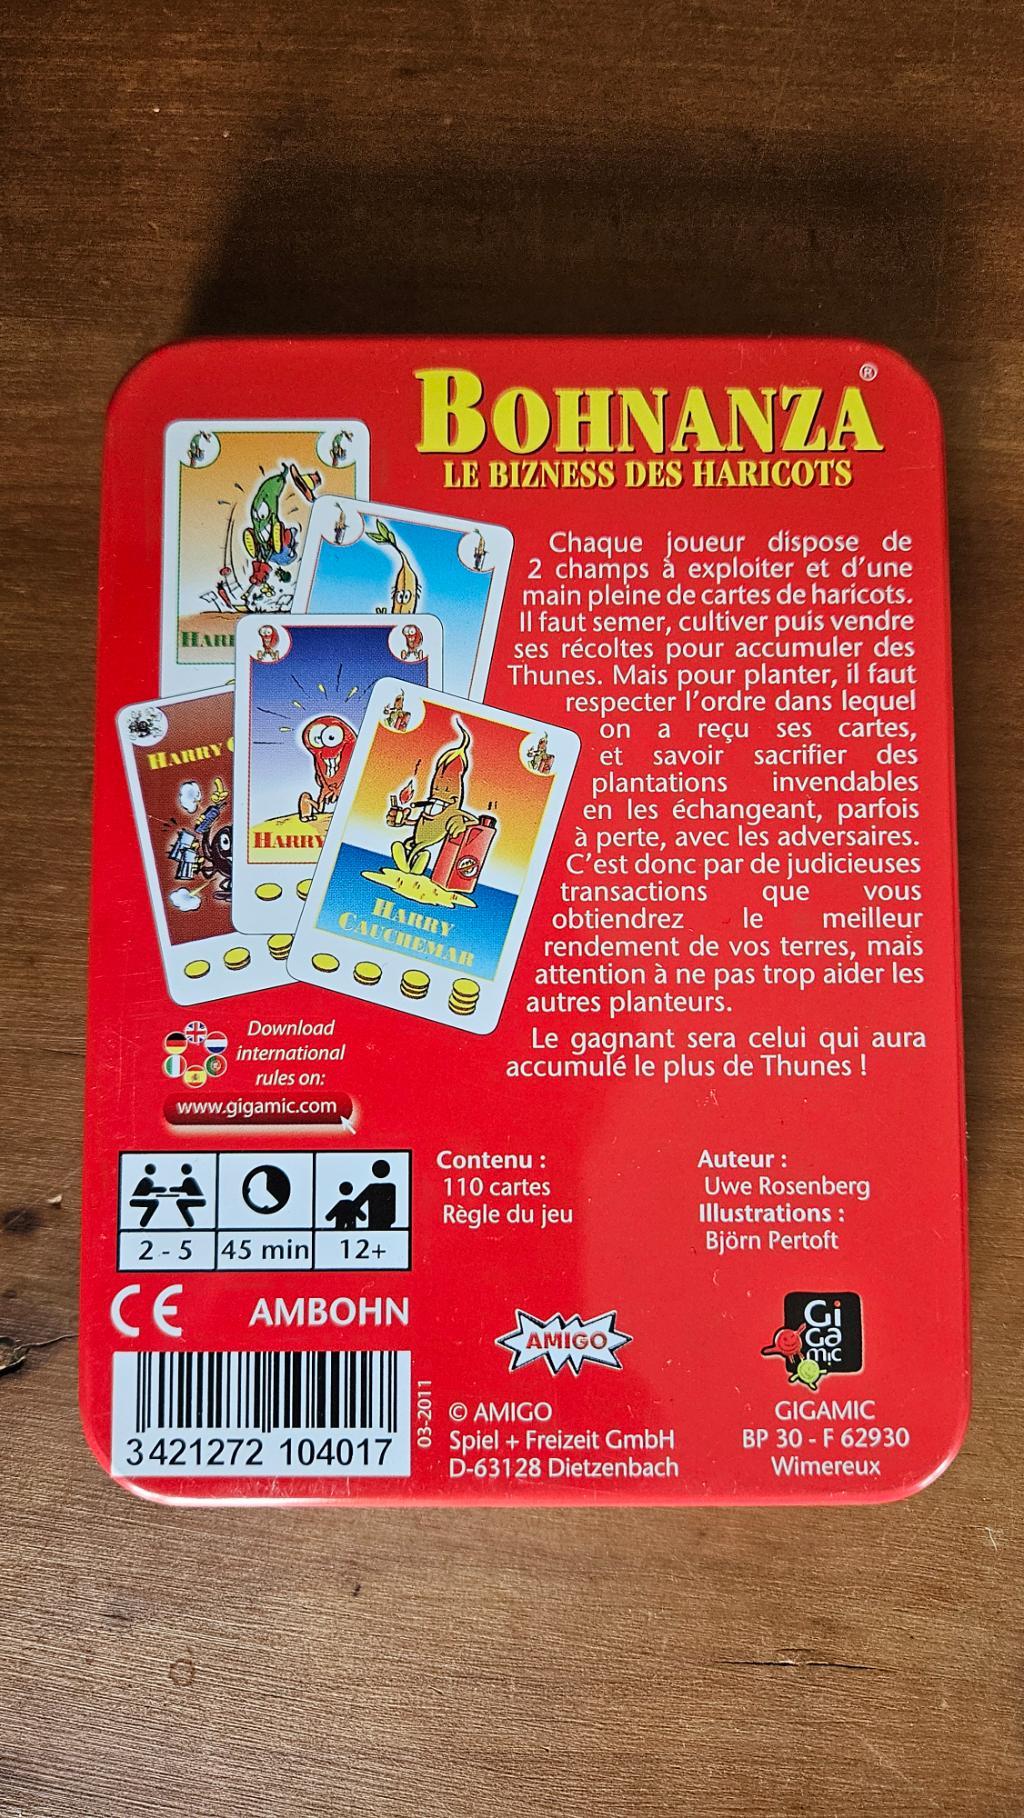 BOHNANZA®
LE BIZNESS DES HARICOTS
Chaque joueur dispose de
2 champs à exploiter et d'une
main pleine de cartes de haricots.
Il faut semer, cultiver puis vendre
ses récoltes pour accumuler des
Thunes. Mais pour planter, il faut
respecter l'ordre dans lequel
on a reçu ses cartes,
et savoir sacrifier des
plantations invendables
en les échangeant, parfois
à perte, avec les adversaires.
C'est donc par de judicieuses
transactions que vous
obtiendrez le meilleur
rendement de vos terres, mais
attention à ne pas trop aider les
autres planteurs.
Le gagnant sera celui qui aura
accumulé le plus de Thunes !
HARRY
HARRY
HARRY
CAUCHEMAR
Download
international
rules on:
www.gigamic.com
2 - 5
45 min
12+
Contenu :
110 cartes
Règle du jeu
Auteur :
Uwe Rosenberg
Illustrations :
Björn Pertoft
CE
AMBOHN
3 421272 104017
03-2011
AMIGO
© AMIGO
Spiel + Freizeit GmbH
D-63128 Dietzenbach
Gi
Ga
mic
GIGAMIC
BP 30 - F 62930
Wimereux